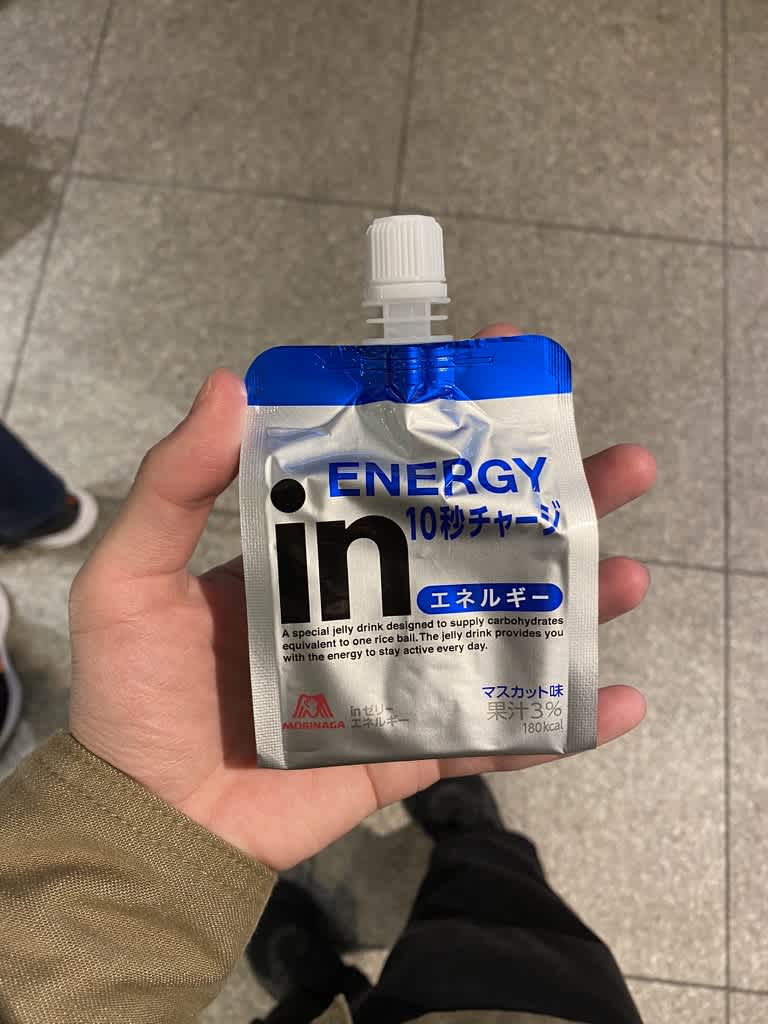 ENERGY
in
10秒チャージ
エネルギー
A special jelly drink designed to supply carbohydrates
equivalent to one rice ball. The jelly drink provides you
with the energy to stay active every day.
マスカット味
果汁3%
180kcal
MORINAGA
inゼリー
エネルギー